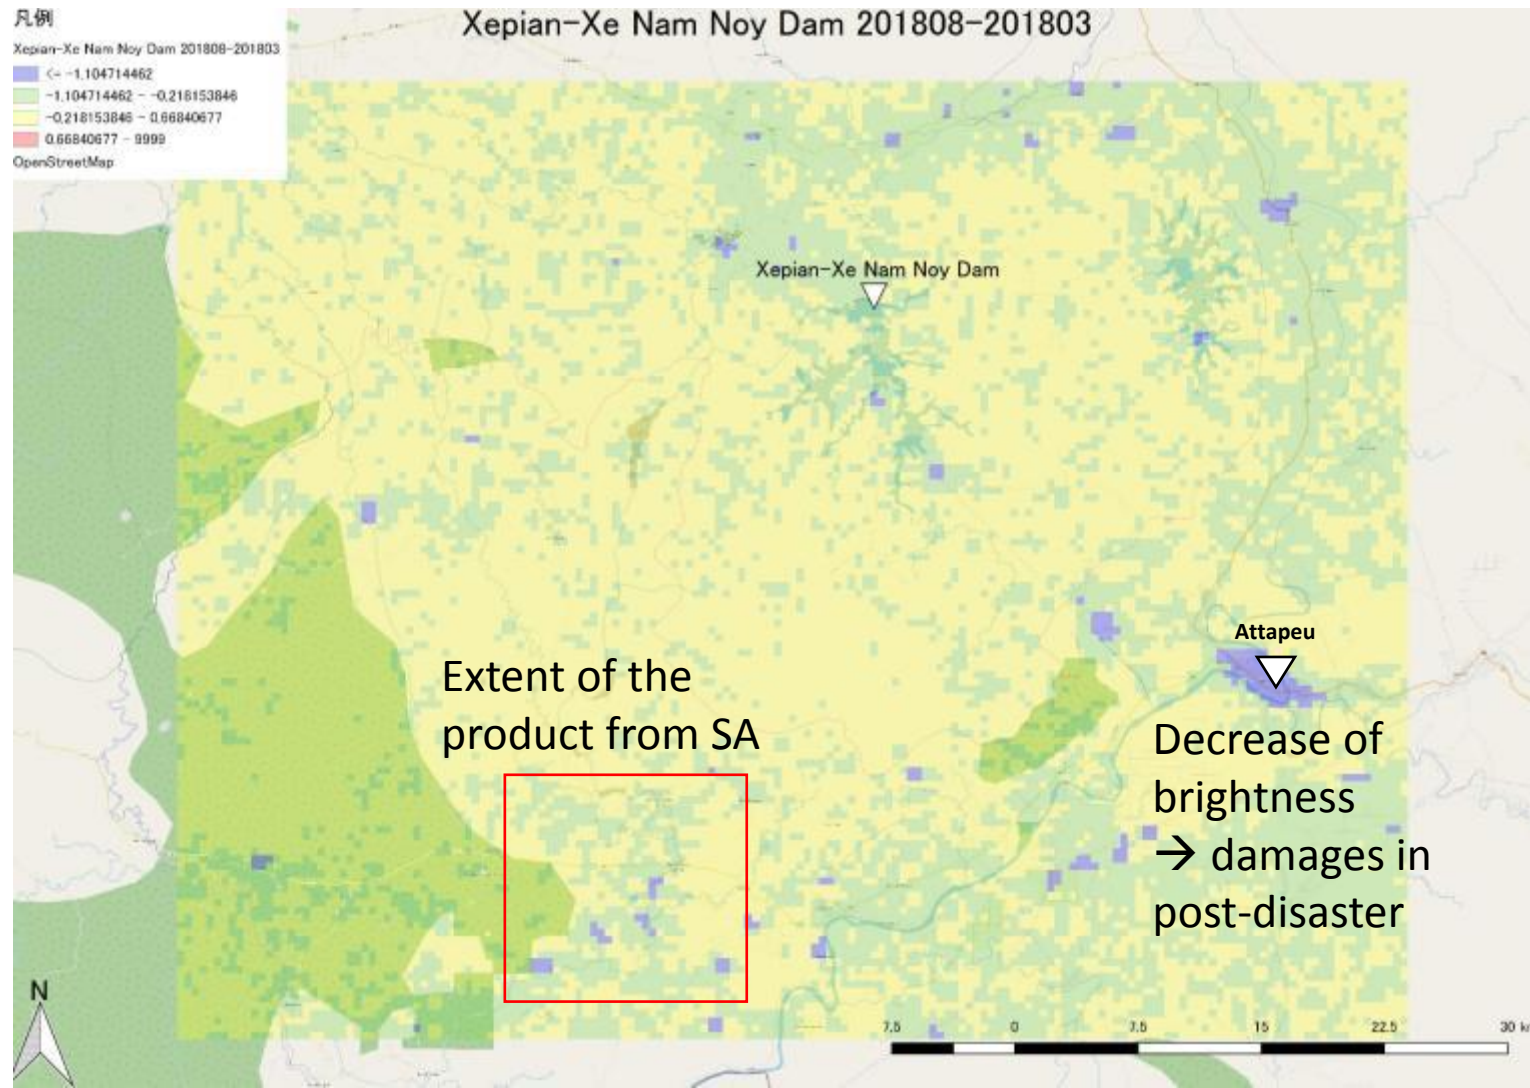 凡例
Xepian-Xe Nam Noy Dam 201808-201803
Xepian-Xe Nam Noy Dam 201808-201803
<= -1.104714462
-1.104714462 - -0.218153846
-0.218153846 - 0.66840677
0.66840677 - 9999
OpenStreetMap
Xepian-Xe Nam Noy Dam
Attapeu
Extent of the
product from SA
Decrease of
brightness
→ damages in
post-disaster
N
7.5 0 7.5 15 22.5 30 km